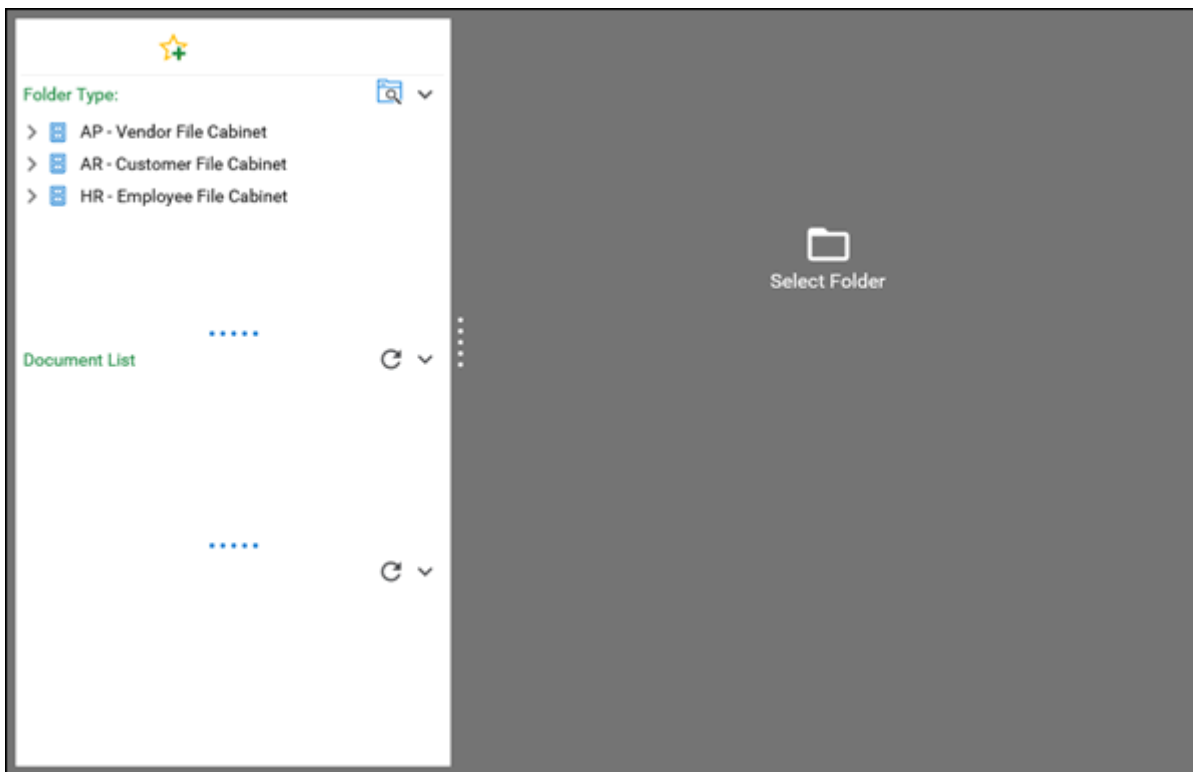 Folder Type:
AP - Vendor File Cabinet
AR - Customer File Cabinet
HR - Employee File Cabinet
Select Folder
Document List